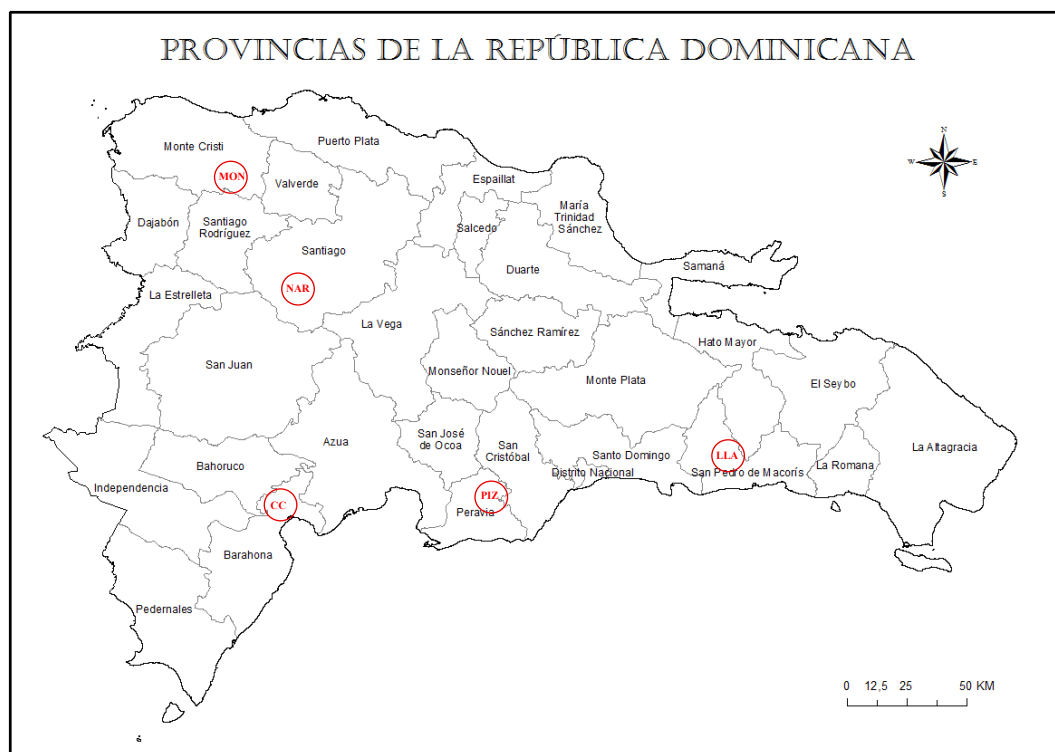 PROVINCIAS DE LA REPÚBLICA DOMINICANA
N
W
E
S
Puerto Plata
Monte Cristi
MON
Valverde
Espaillat
María
Trinidad
Sánchez
Dajabón
Santiago
Rodríguez
Salcedo
Santiago
Duarte
Samaná
NAR
La Estrelleta
La Vega
Sánchez Ramírez
Hato Mayor
San Juan
Monseñor Nouel
Monte Plata
El Seybo
Azua
San José
de Ocoa
San
Cristóbal
Santo Domingo
LLA
La Altagracia
Bahoruco
Distrito Nacional
San Pedro de Macorís
La Romana
Independencia
CC
PIZ
Peravia
Barahona
Pedernales
0 12,5 25 50 KM